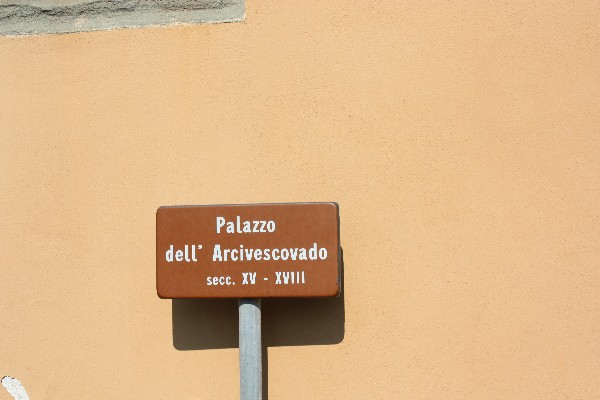 Palazzo
dell' Arcivescovado
secc. XV - XVIII